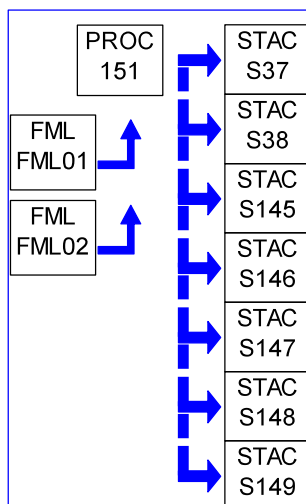 PROC
151
FML
FML01
FML
FML02
STAC
S37
STAC
S38
STAC
S145
STAC
S146
STAC
S147
STAC
S148
STAC
S149